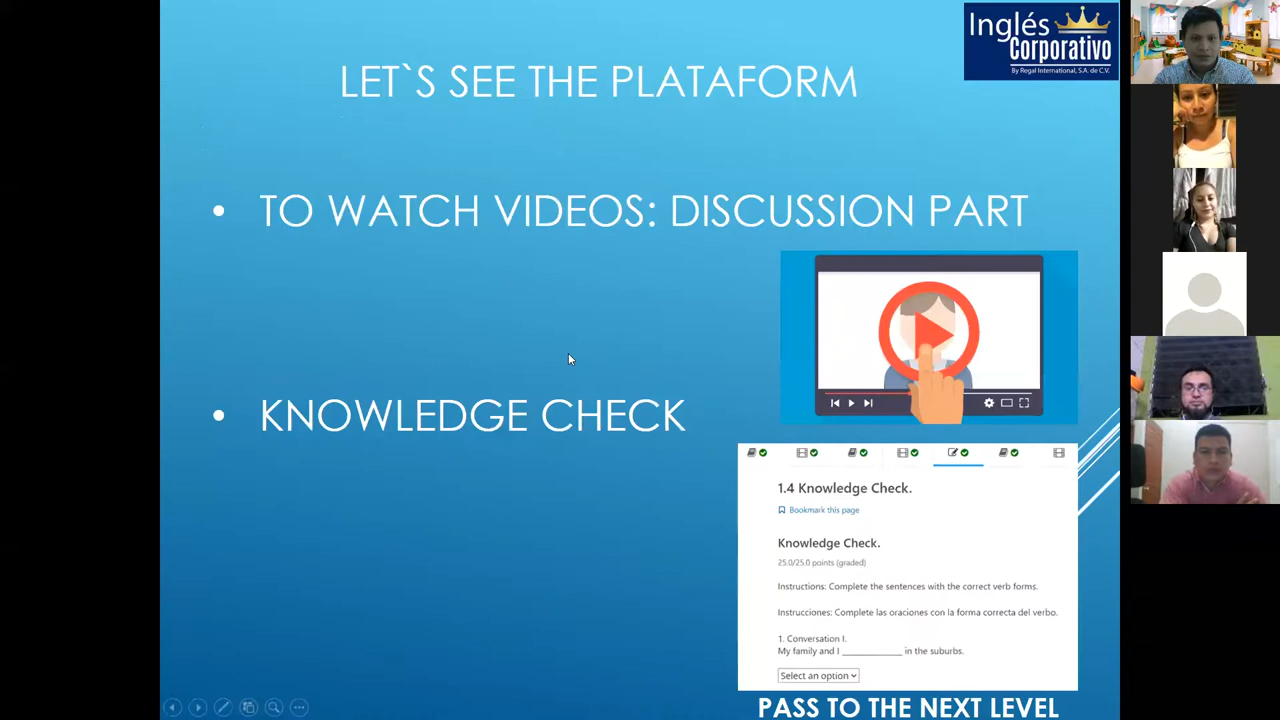 Inglés
Corporativo
By Regal International, S.A. de C.V.
LET`S SEE THE PLATAFORM
• TO WATCH VIDEOS: DISCUSSION PART
• KNOWLEDGE CHECK
1.4 Knowledge Check.
Bookmark this page
Knowledge Check.
25.0/25.0 points (graded)
Instructions: Complete the sentences with the correct verb forms.
Instrucciones: Complete las oraciones con la forma correcta del verbo.
1. Conversation I.
My family and I ______________ in the suburbs.
Select an option
PASS TO THE NEXT LEVEL